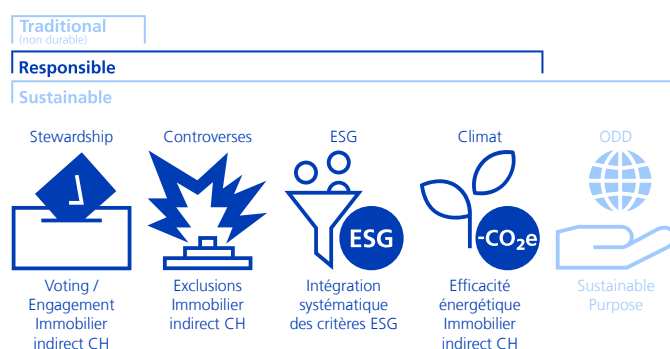 Traditional
(non durable)
Responsible
Sustainable
Stewardship
Controverses
ESG
Climat
ODD
ESG
-CO₂e
Voting /
Engagement
Immobilier
indirect CH
Exclusions
Immobilier
indirect CH
Intégration
systématique
des critères ESG
Efficacité
énergétique
Immobilier
indirect CH
Sustainable
Purpose